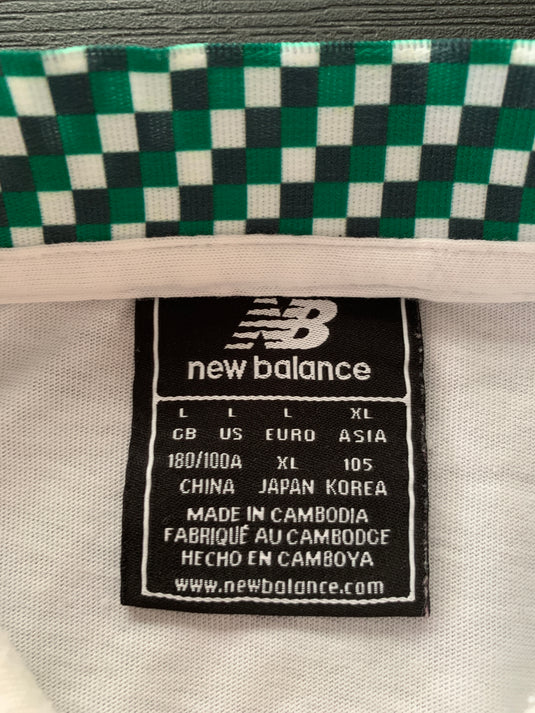 NB
new balance
L L L XL
GB US EURO ASIA
180/100A XL 105
CHINA JAPAN KOREA
MADE IN CAMBODIA
FABRIQUÉ AU CAMBODGE
HECHO EN CAMBOYA
www.newbalance.com